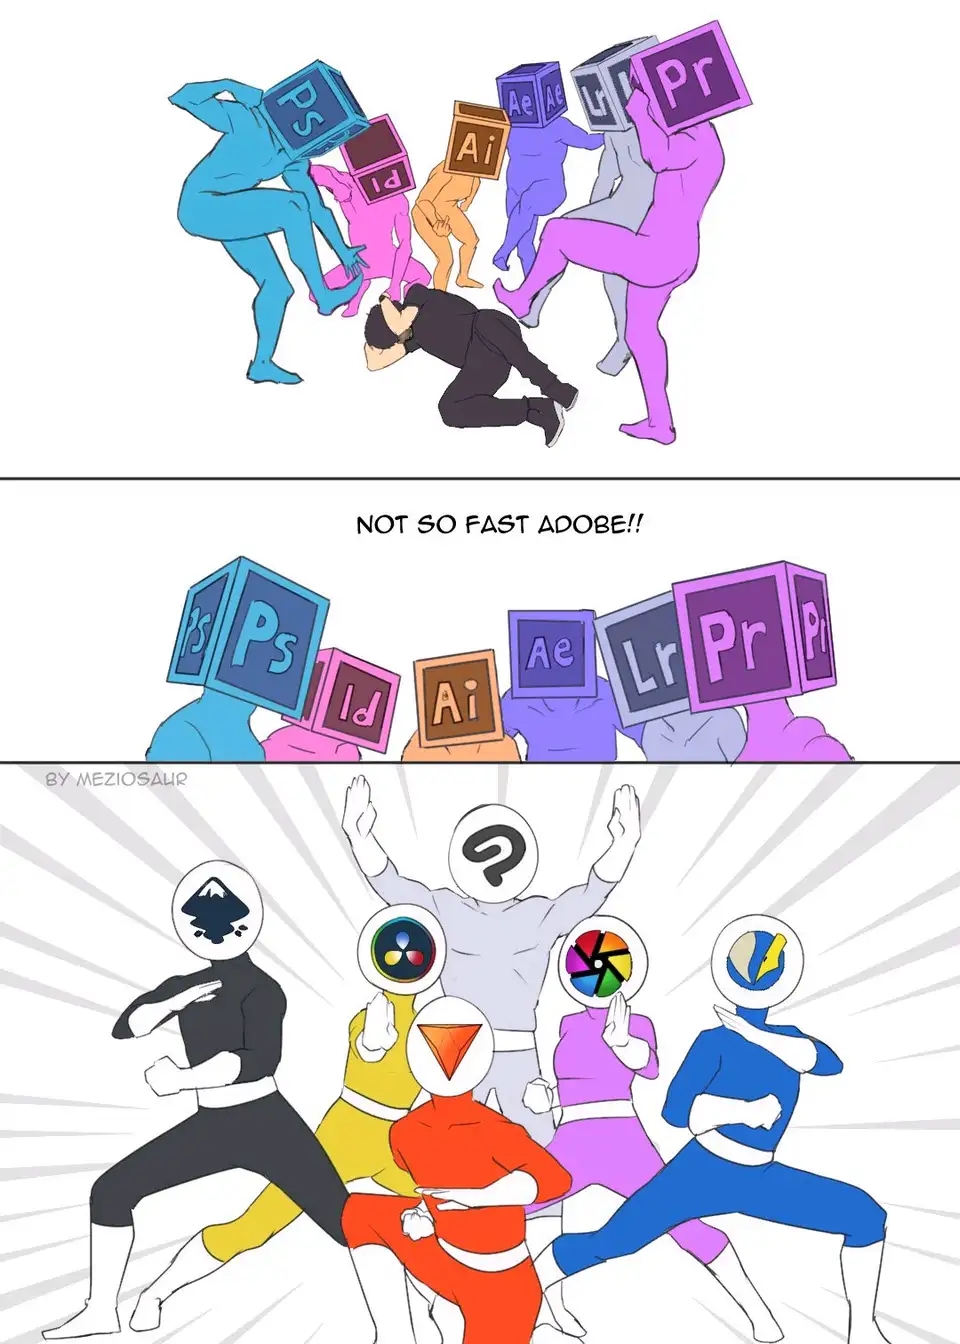 Ps
Id
Ai
Ae Ae
Lr
Pr
NOT SO FAST ADOBE!!
Ps Ps
Id
Ai
Ae
Lr
Pr Pr
BY MEZIOSAUR